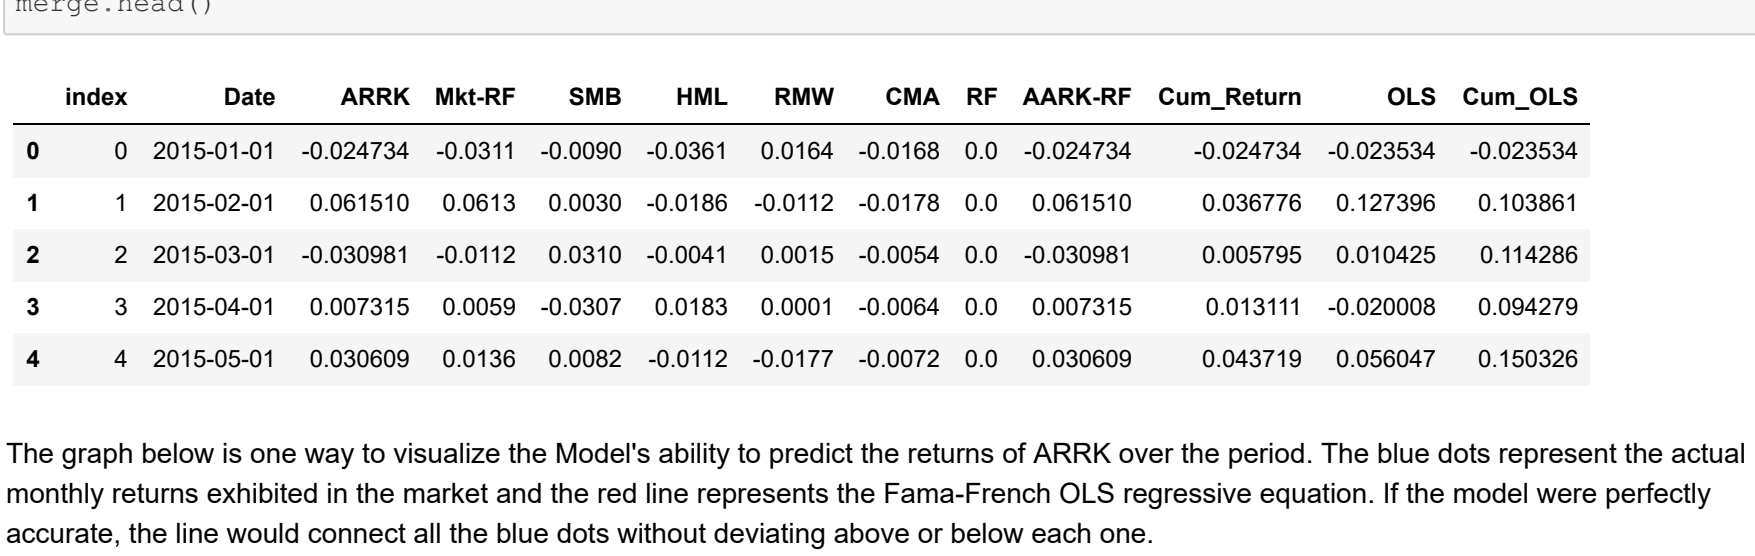 merge.head()
index Date ARRK Mkt-RF SMB HML RMW CMA RF AARK-RF Cum_Return OLS Cum_OLS
0 0 2015-01-01 -0.024734 -0.0311 -0.0090 -0.0361 0.0164 -0.0168 0.0 -0.024734 -0.024734 -0.023534 -0.023534
1 1 2015-02-01 0.061510 0.0613 0.0030 -0.0186 -0.0112 -0.0178 0.0 0.061510 0.036776 0.127396 0.103861
2 2 2015-03-01 -0.030981 -0.0112 0.0310 -0.0041 0.0015 -0.0054 0.0 -0.030981 0.005795 0.010425 0.114286
3 3 2015-04-01 0.007315 0.0059 -0.0307 0.0183 0.0001 -0.0064 0.0 0.007315 0.013111 -0.020008 0.094279
4 4 2015-05-01 0.030609 0.0136 0.0082 -0.0112 -0.0177 -0.0072 0.0 0.030609 0.043719 0.056047 0.150326
The graph below is one way to visualize the Model's ability to predict the returns of ARRK over the period. The blue dots represent the actual
monthly returns exhibited in the market and the red line represents the Fama-French OLS regressive equation. If the model were perfectly
accurate, the line would connect all the blue dots without deviating above or below each one.